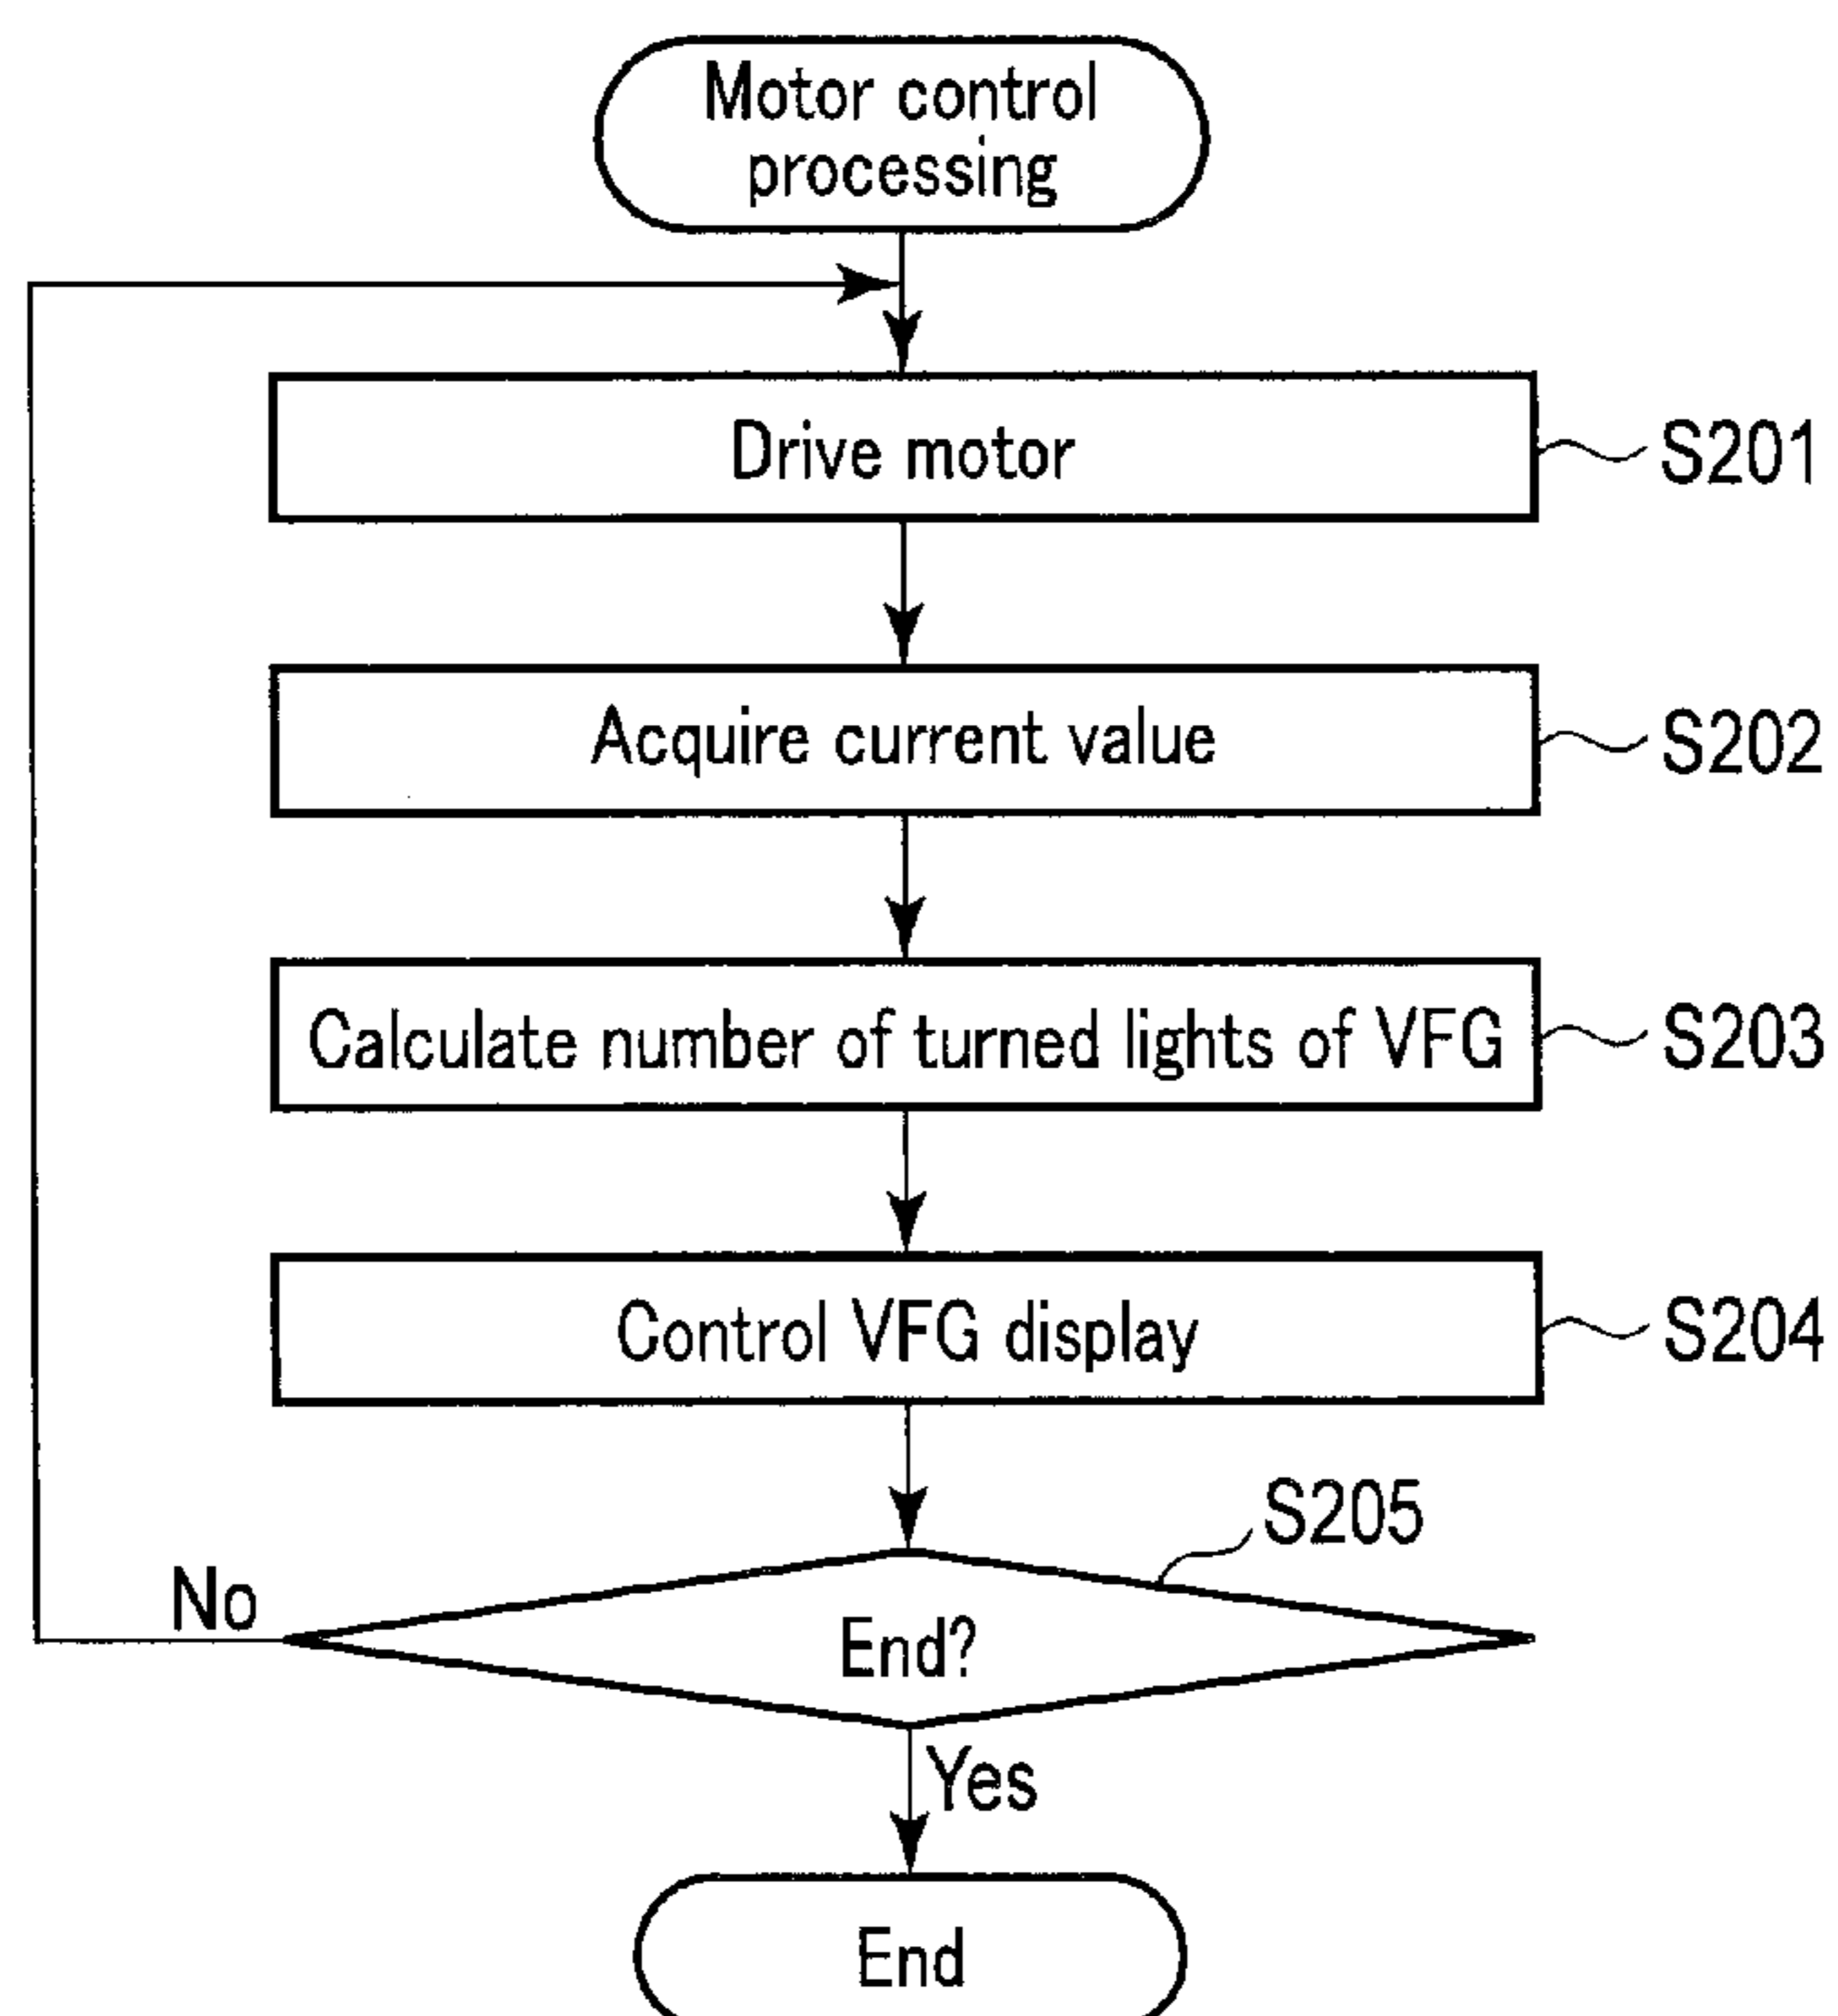 Motor control
processing
Drive motor
S201
Acquire current value
S202
Calculate number of turned lights of VFG
S203
Control VFG display
S204
S205
End?
No
Yes
End